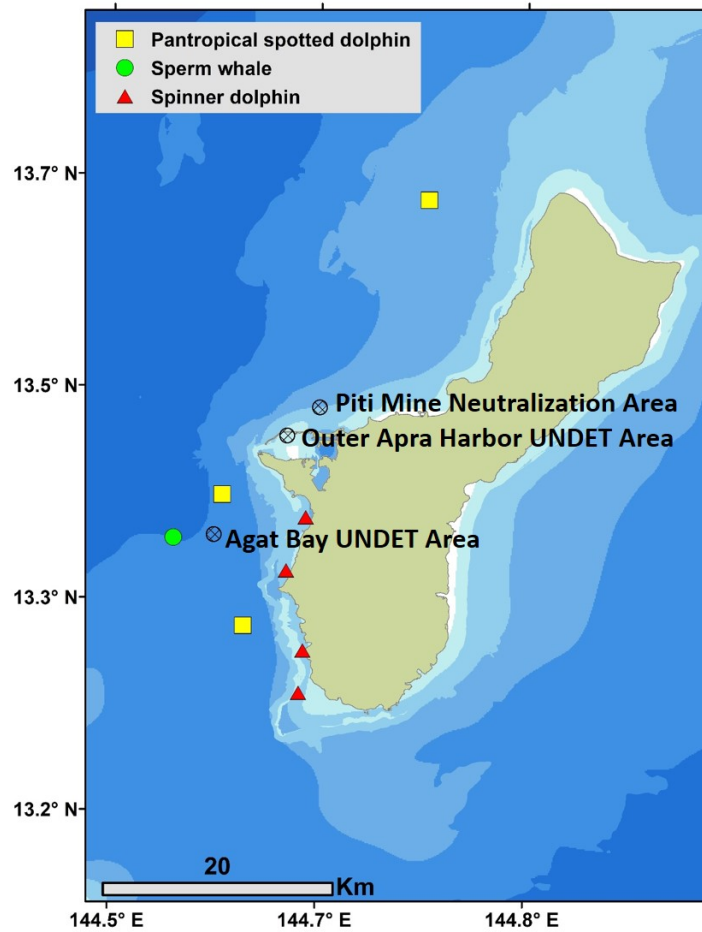 Pantropical spotted dolphin
Sperm whale
Spinner dolphin
13.7° N
13.5° N
Piti Mine Neutralization Area
Outer Apra Harbor UNDET Area
Agat Bay UNDET Area
13.3° N
13.2° N
20
Km
144.5° E
144.7° E
144.8° E